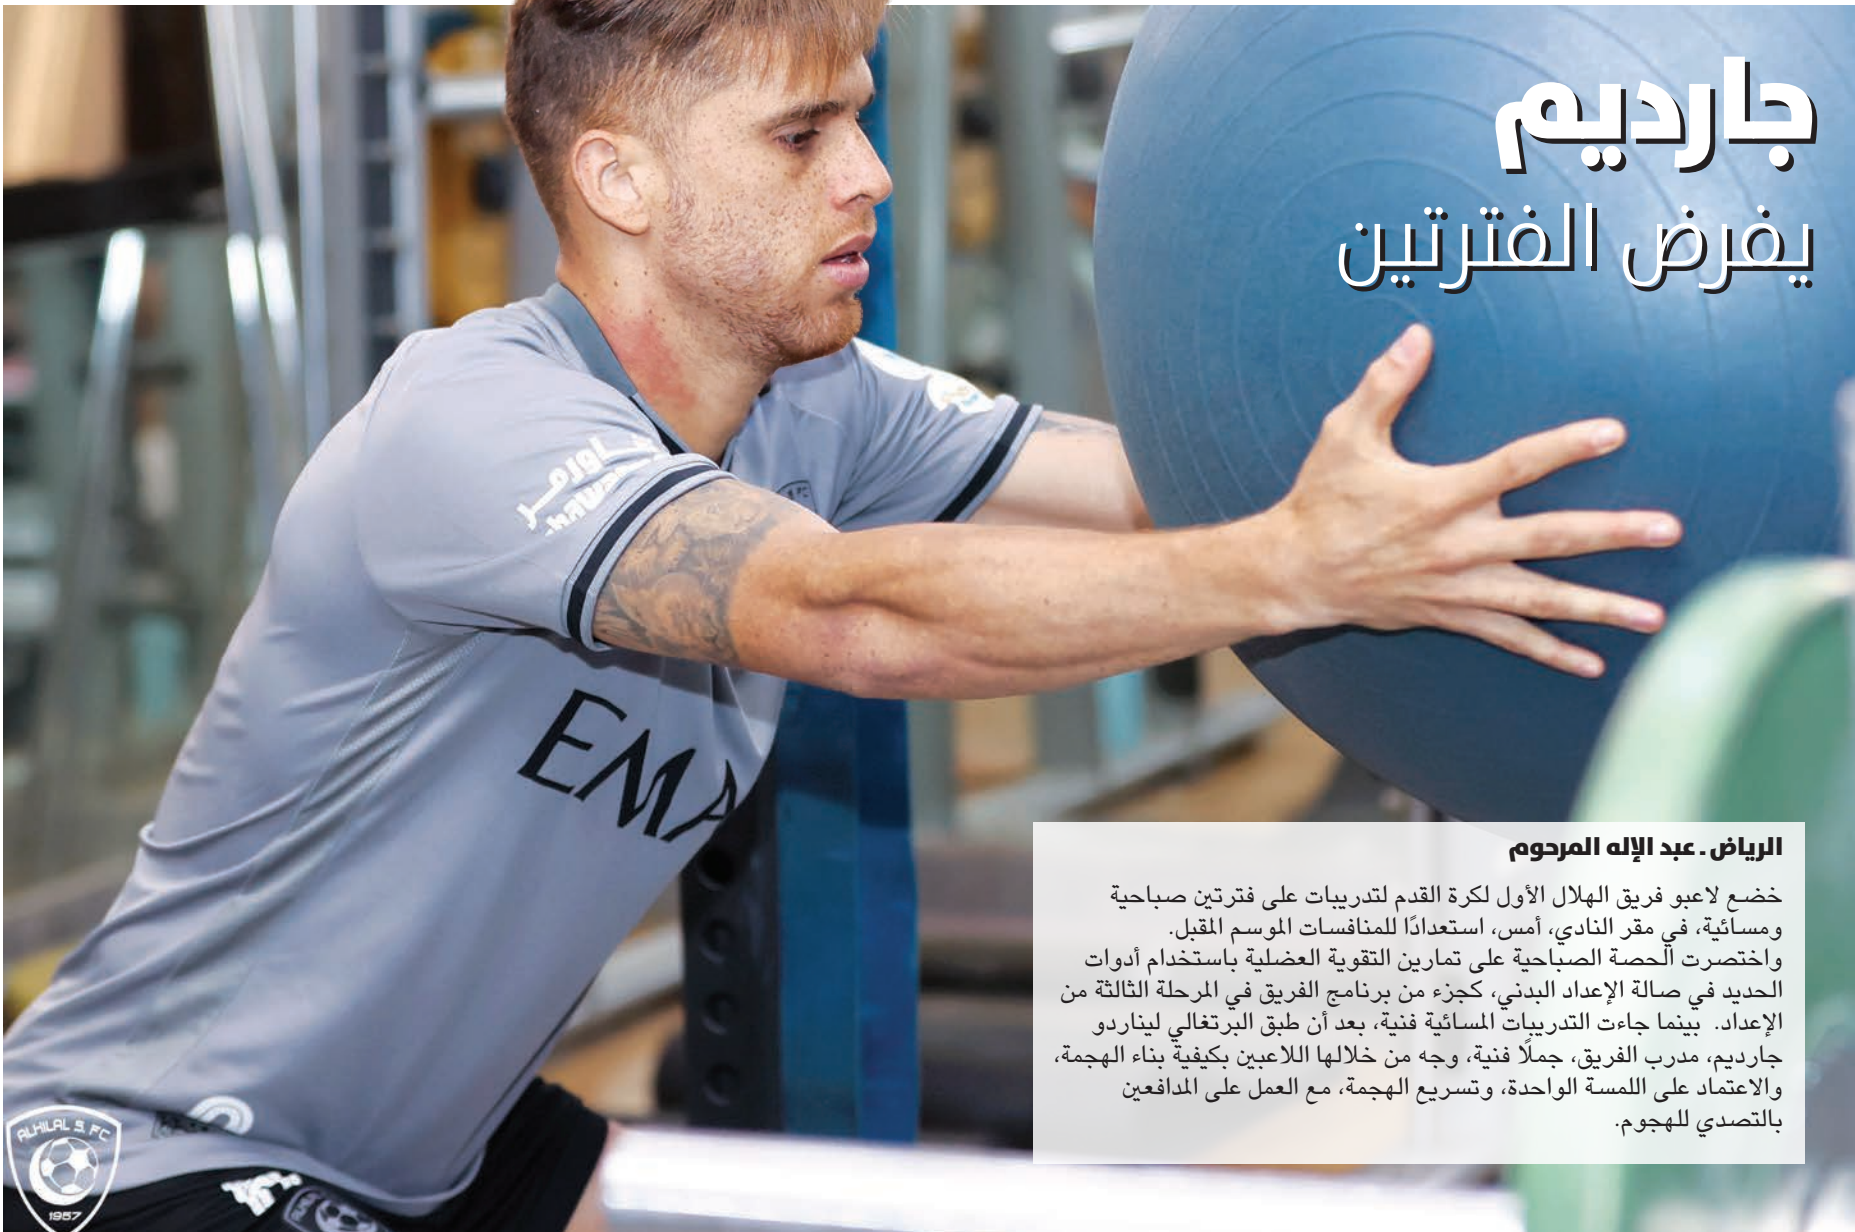 جارديم
يفرض الفترتين
شاورمر
EMA
الرياض. عبد الإله المرحوم
خضع لاعبو فريق الهلال الأول لكرة القدم لتدريبات على فترتين صباحية
ومسائية، في مقر النادي، أمس، استعدادًا للمنافسات الموسم المقبل.
واختصرت الحصة الصباحية على تمارين التقوية العضلية باستخدام أدوات
الحديد في صالة الإعداد البدني، كجزء من برنامج الفريق في المرحلة الثالثة من
الإعداد. بينما جاءت التدريبات المسائية فنية، بعد أن طبق البرتغالي ليناردو
جارديم، مدرب الفريق، جملًا فنية، وجه من خلالها اللاعبين بكيفية بناء الهجمة،
والاعتماد على اللمسة الواحدة، وتسريع الهجمة، مع العمل على المدافعين
بالتصدي للهجوم.
ALHILAL S. FC
1957